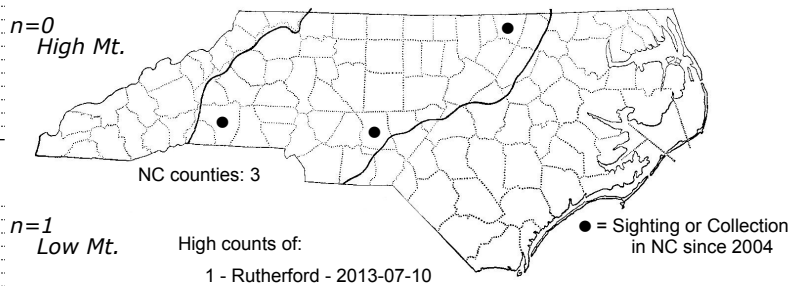 n=0
High Mt.
NC counties: 3
n=1
Low Mt.
High counts of:
1 - Rutherford - 2013-07-10
● = Sighting or Collection
in NC since 2004